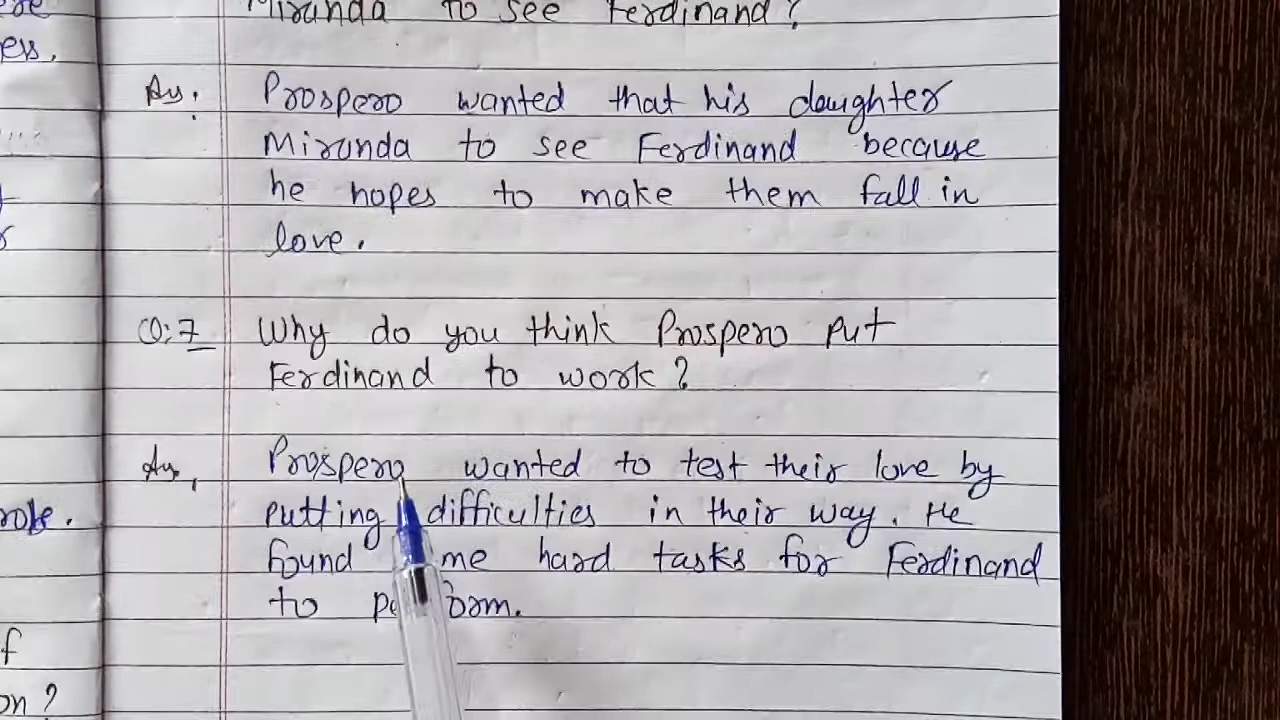 Miranda to see Ferdinand?
ess.
Ans. Prospero wanted that his daughter
Miranda to see Ferdinand because
he hopes to make them fall in
love.
Q:7 Why do you think Prospero put
Ferdinand to work?
Ans, Prospero wanted to test their love by
putting difficulties in their way. He
found me hard tasks for Ferdinand
to
f
on?